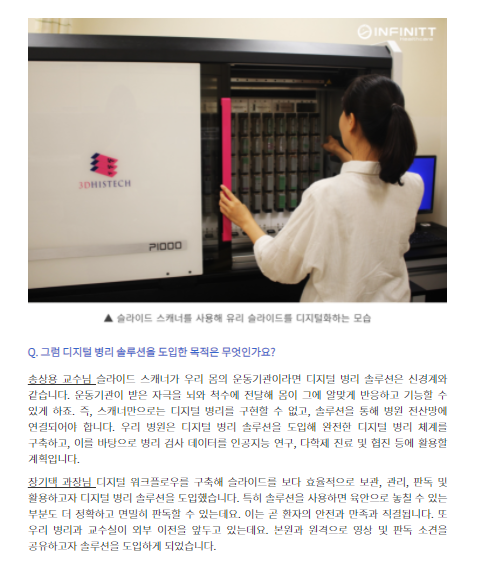 INFINITT
3DHISTECH
P1000
▲ 슬라이드 스캐너를 사용해 유리 슬라이드를 디지털화하는 모습
Q. 그럼 디지털 병리 솔루션을 도입한 목적은 무엇인가요?
송상용 교수님 슬라이드 스캐너가 우리 몸의 운동기관이라면 디지털 병리 솔루션은 신경계와
같습니다. 운동기관이 받은 자극을 뇌와 척수에 전달해 몸이 그에 알맞게 반응하고 기능할 수
있게 하죠. 즉, 스캐너만으로는 디지털 병리를 구현할 수 없고, 솔루션을 통해 병원 전산망에
연결되어야 합니다. 우리 병원은 디지털 병리 솔루션을 도입해 완전한 디지털 병리 체계를
구축하고, 이를 바탕으로 병리 검사 데이터를 인공지능 연구, 다학제 진료 및 협진 등에 활용할
계획입니다.
장기택 과장님 디지털 워크플로우를 구축해 슬라이드를 보다 효율적으로 보관, 관리, 판독 및
활용하고자 디지털 병리 솔루션을 도입했습니다. 특히 솔루션을 사용하면 육안으로 놓칠 수 있는
부분도 더 정확하고 면밀히 판독할 수 있는데요. 이는 곧 환자의 안전과 만족과 직결됩니다. 또
우리 병리과 교수실이 외부 이전을 앞두고 있는데요. 본원과 원격으로 영상 및 판독 소견을
공유하고자 솔루션을 도입하게 되었습니다.